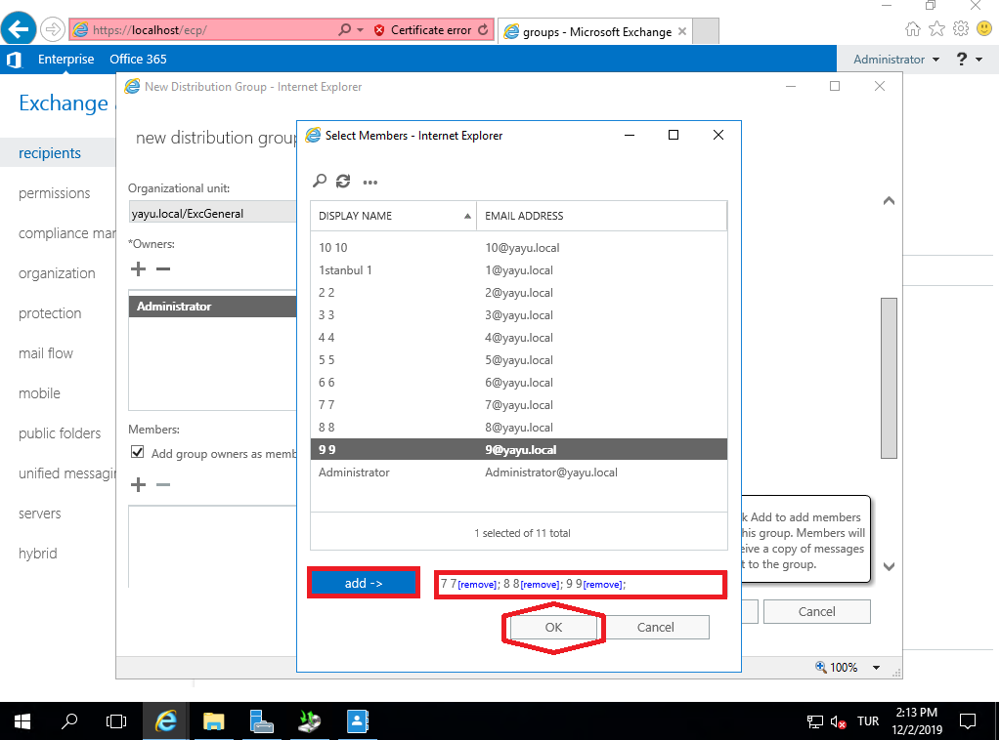 https://localhost/ecp/
Certificate error
groups - Microsoft Exchange
Enterprise
Office 365
Administrator
?
Exchange
New Distribution Group - Internet Explorer
new distribution group
Select Members - Internet Explorer
recipients
permissions
compliance man
organization
protection
mail flow
mobile
public folders
unified messagin
servers
hybrid
Organizational unit:
yayu.local/ExcGeneral
*Owners:
Administrator
Members:
Add group owners as memb
DISPLAY NAME EMAIL ADDRESS
10 10 10@yayu.local
1stanbul 1 1@yayu.local
2 2 2@yayu.local
3 3 3@yayu.local
4 4 4@yayu.local
5 5 5@yayu.local
6 6 6@yayu.local
7 7 7@yayu.local
8 8 8@yayu.local
9 9 9@yayu.local
Administrator Administrator@yayu.local
1 selected of 11 total
add ->
7 7[remove]; 8 8[remove]; 9 9[remove];
OK
Cancel
k Add to add members
his group. Members will
eive a copy of messages
t to the group.
Cancel
100%
TUR
2:13 PM
12/2/2019